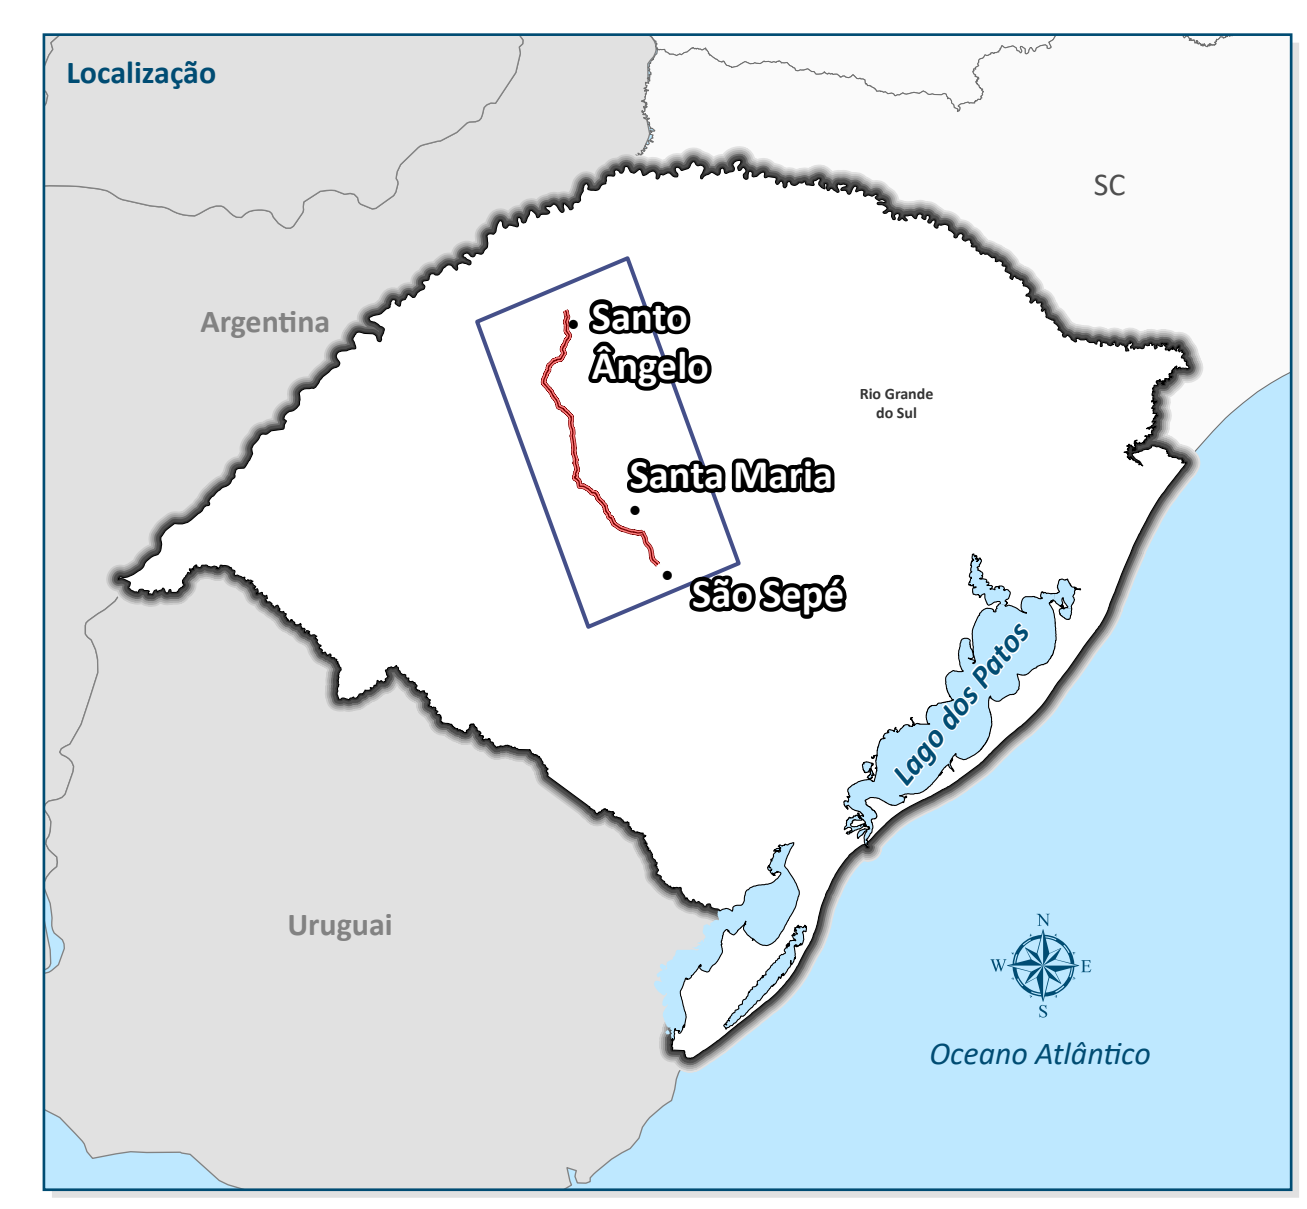 Localização
SC
Argentina
Santo
Ângelo
Rio Grande
do Sul
Santa Maria
São Sepé
Lago dos Patos
Uruguai
N
W
E
S
Oceano Atlântico